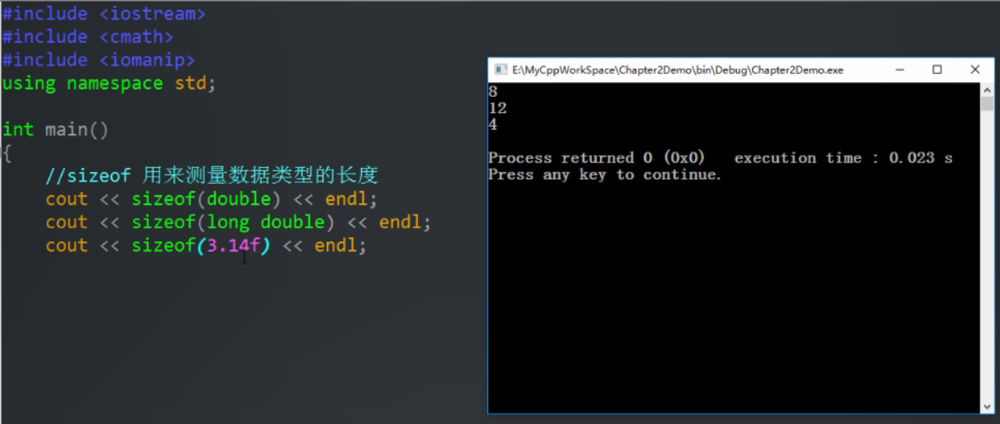 #include <iostream>
#include <cmath>
#include <iomanip>
using namespace std;
int main()
{
//sizeof 用来测量数据类型的长度
cout << sizeof(double) << endl;
cout << sizeof(long double) << endl;
cout << sizeof(3.14f) << endl;
E:\MyCppWorkSpace\Chapter2Demo\bin\Debug\Chapter2Demo.exe
8
12
4
Process returned 0 (0x0)   execution time : 0.023 s
Press any key to continue.